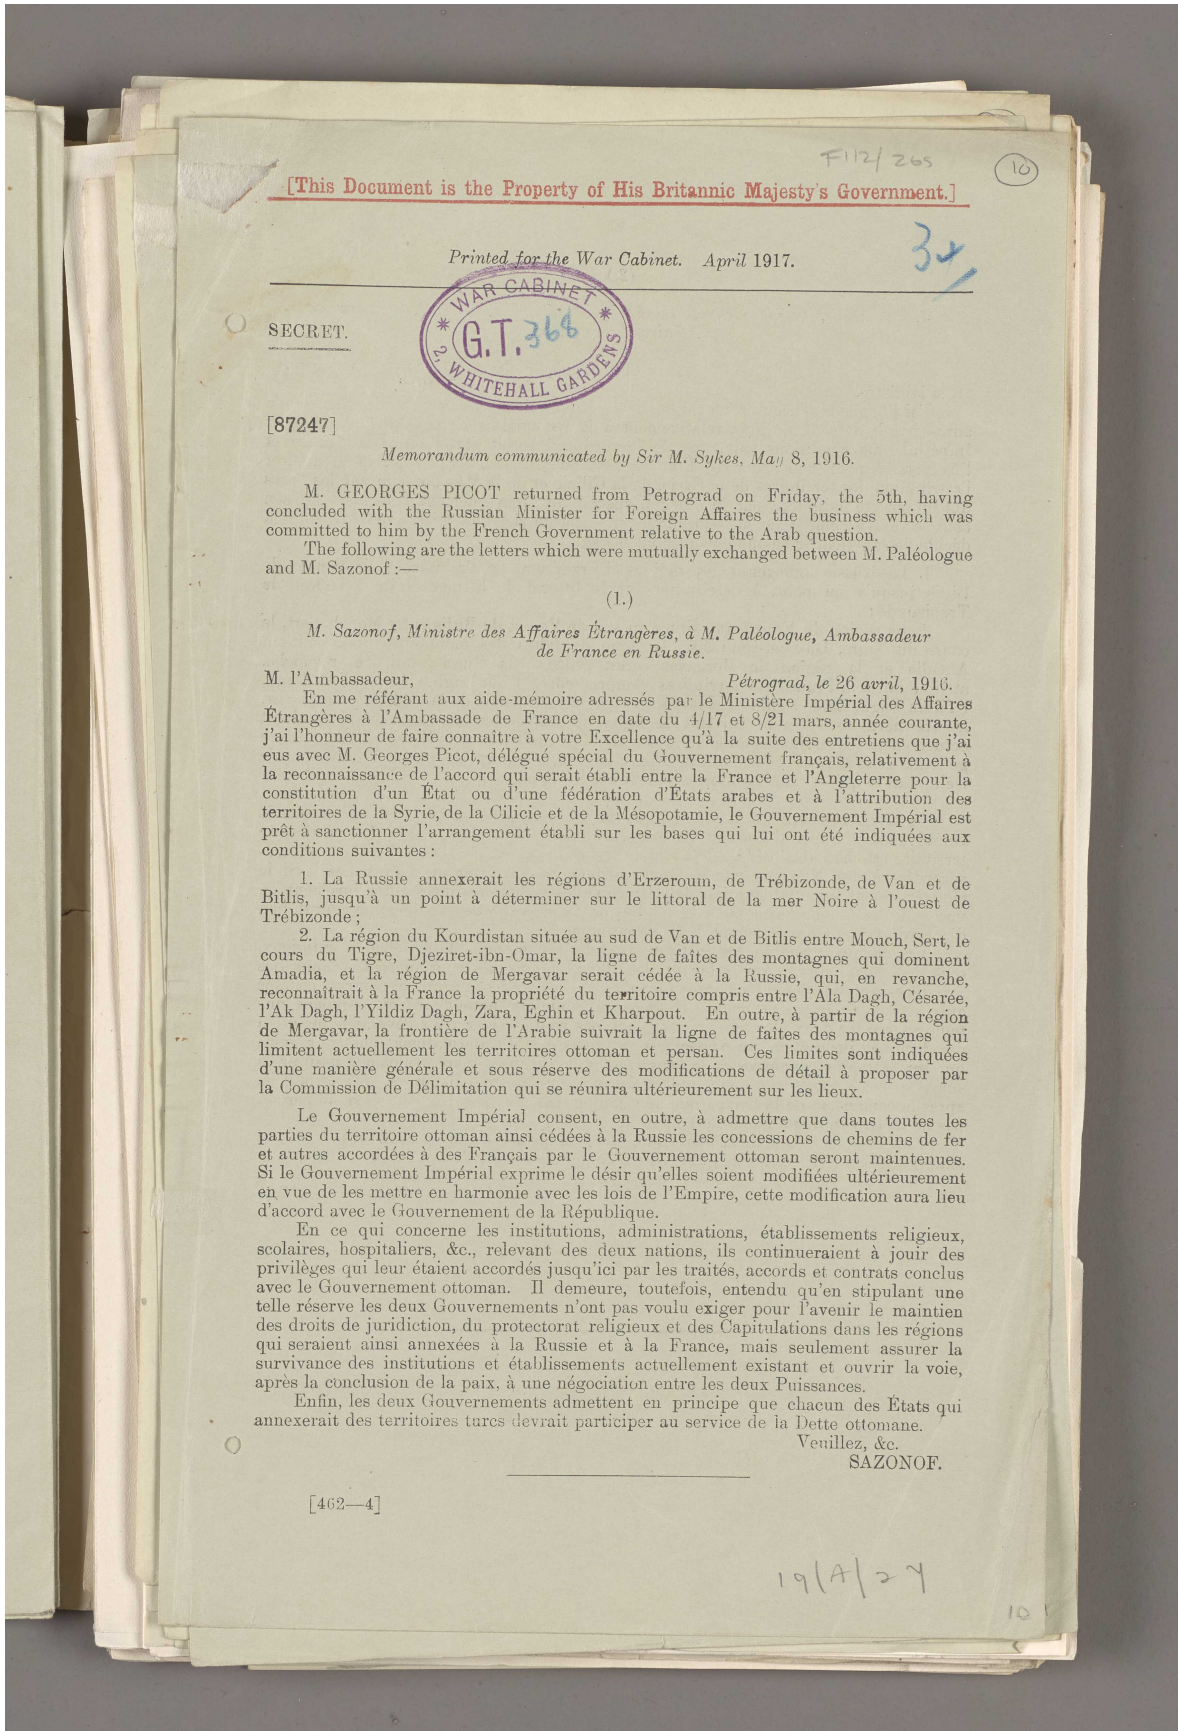 F112/265
10
[This Document is the Property of His Britannic Majesty's Government.]
Printed for the War Cabinet. April 1917.
SECRET.
* WAR CABINET *
G.T. 368
2, WHITEHALL GARDENS
[87247]
Memorandum communicated by Sir M. Sykes, May 8, 1916.
M. GEORGES PICOT returned from Petrograd on Friday, the 5th, having
concluded with the Russian Minister for Foreign Affaires the business which was
committed to him by the French Government relative to the Arab question.
The following are the letters which were mutually exchanged between M. Paléologue
and M. Sazonof :—
(1.)
M. Sazonof, Ministre des Affaires Étrangères, à M. Paléologue, Ambassadeur
de France en Russie.
M. l'Ambassadeur, Pétrograd, le 26 avril, 1916.
En me référant aux aide-mémoire adressés par le Ministère Impérial des Affaires
Étrangères à l'Ambassade de France en date du 4/17 et 8/21 mars, année courante,
j'ai l'honneur de faire connaître à votre Excellence qu'à la suite des entretiens que j'ai
eus avec M. Georges Picot, délégué spécial du Gouvernement français, relativement à
la reconnaissance de l'accord qui serait établi entre la France et l'Angleterre pour la
constitution d'un État ou d'une fédération d'États arabes et à l'attribution des
territoires de la Syrie, de la Cilicie et de la Mésopotamie, le Gouvernement Impérial est
prêt à sanctionner l'arrangement établi sur les bases qui lui ont été indiquées aux
conditions suivantes :
1. La Russie annexerait les régions d'Erzeroum, de Trébizonde, de Van et de
Bitlis, jusqu'à un point à déterminer sur le littoral de la mer Noire à l'ouest de
Trébizonde ;
2. La région du Kourdistan située au sud de Van et de Bitlis entre Mouch, Sert, le
cours du Tigre, Djeziret-ibn-Omar, la ligne de faîtes des montagnes qui dominent
Amadia, et la région de Mergavar serait cédée à la Russie, qui, en revanche,
reconnaîtrait à la France la propriété du territoire compris entre l'Ala Dagh, Césarée,
l'Ak Dagh, l'Yildiz Dagh, Zara, Eghin et Kharpout. En outre, à partir de la région
de Mergavar, la frontière de l'Arabie suivrait la ligne de faîtes des montagnes qui
limitent actuellement les territoires ottoman et persan. Ces limites sont indiquées
d'une manière générale et sous réserve des modifications de détail à proposer par
la Commission de Délimitation qui se réunira ultérieurement sur les lieux.
Le Gouvernement Impérial consent, en outre, à admettre que dans toutes les
parties du territoire ottoman ainsi cédées à la Russie les concessions de chemins de fer
et autres accordées à des Français par le Gouvernement ottoman seront maintenues.
Si le Gouvernement Impérial exprime le désir qu'elles soient modifiées ultérieurement
en vue de les mettre en harmonie avec les lois de l'Empire, cette modification aura lieu
d'accord avec le Gouvernement de la République.
En ce qui concerne les institutions, administrations, établissements religieux,
scolaires, hospitaliers, &c., relevant des deux nations, ils continueraient à jouir des
privilèges qui leur étaient accordés jusqu'ici par les traités, accords et contrats conclus
avec le Gouvernement ottoman. Il demeure, toutefois, entendu qu'en stipulant une
telle réserve les deux Gouvernements n'ont pas voulu exiger pour l'avenir le maintien
des droits de juridiction, du protectorat religieux et des Capitulations dans les régions
qui seraient ainsi annexées à la Russie et à la France, mais seulement assurer la
survivance des institutions et établissements actuellement existant et ouvrir la voie,
après la conclusion de la paix, à une négociation entre les deux Puissances.
Enfin, les deux Gouvernements admettent en principe que chacun des États qui
annexerait des territoires turcs devrait participer au service de la Dette ottomane.
Veuillez, &c.
SAZONOF.
[462—4]
10